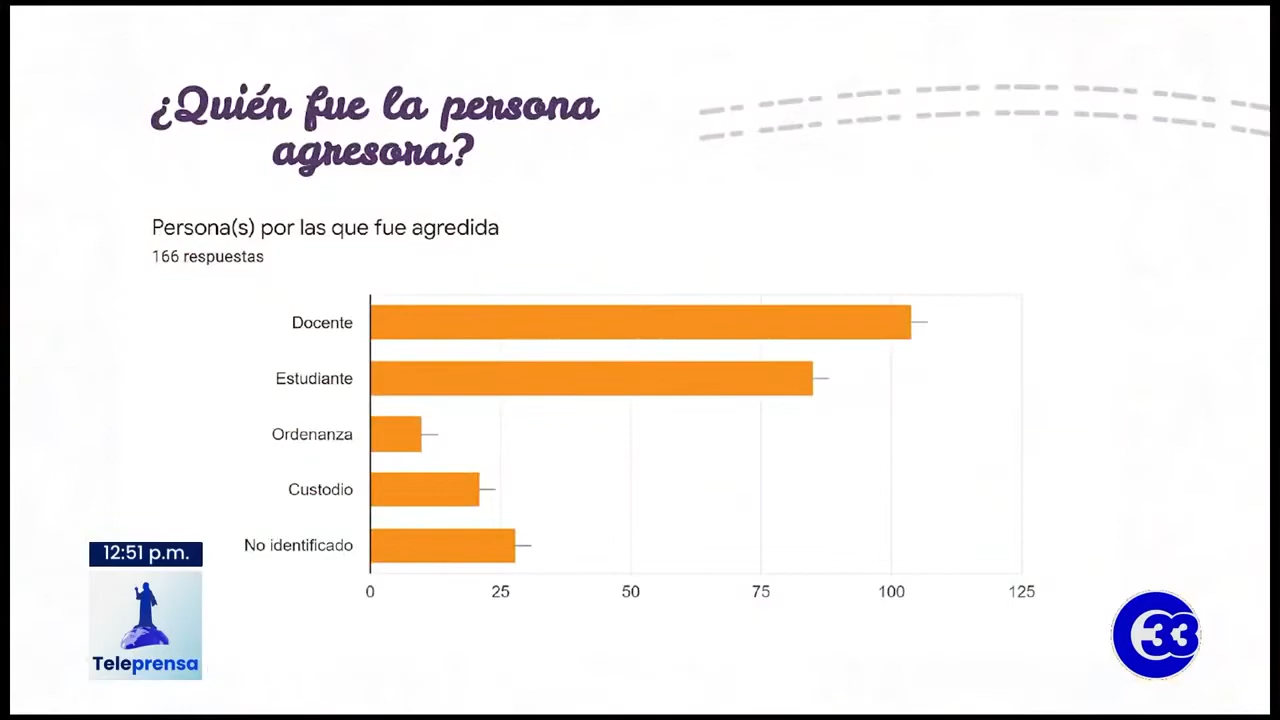 ¿Quién fue la persona
agresora?
Persona(s) por las que fue agredida
166 respuestas
Docente
Estudiante
Ordenanza
Custodio
No identificado
0 25 50 75 100 125
12:51 p.m.
Teleprensa
33